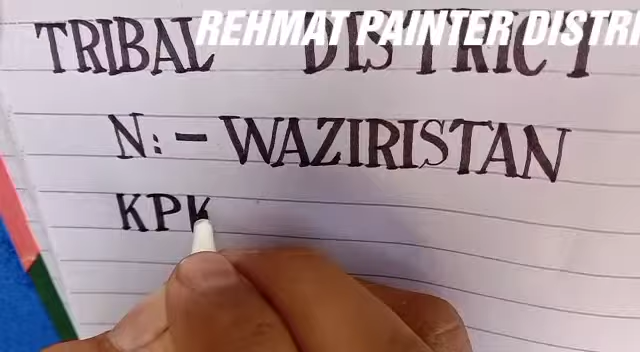 REHMAT PAINTER DISTRI
TRIBAL DISTRICT
N:- WAZIRISTAN
KPK